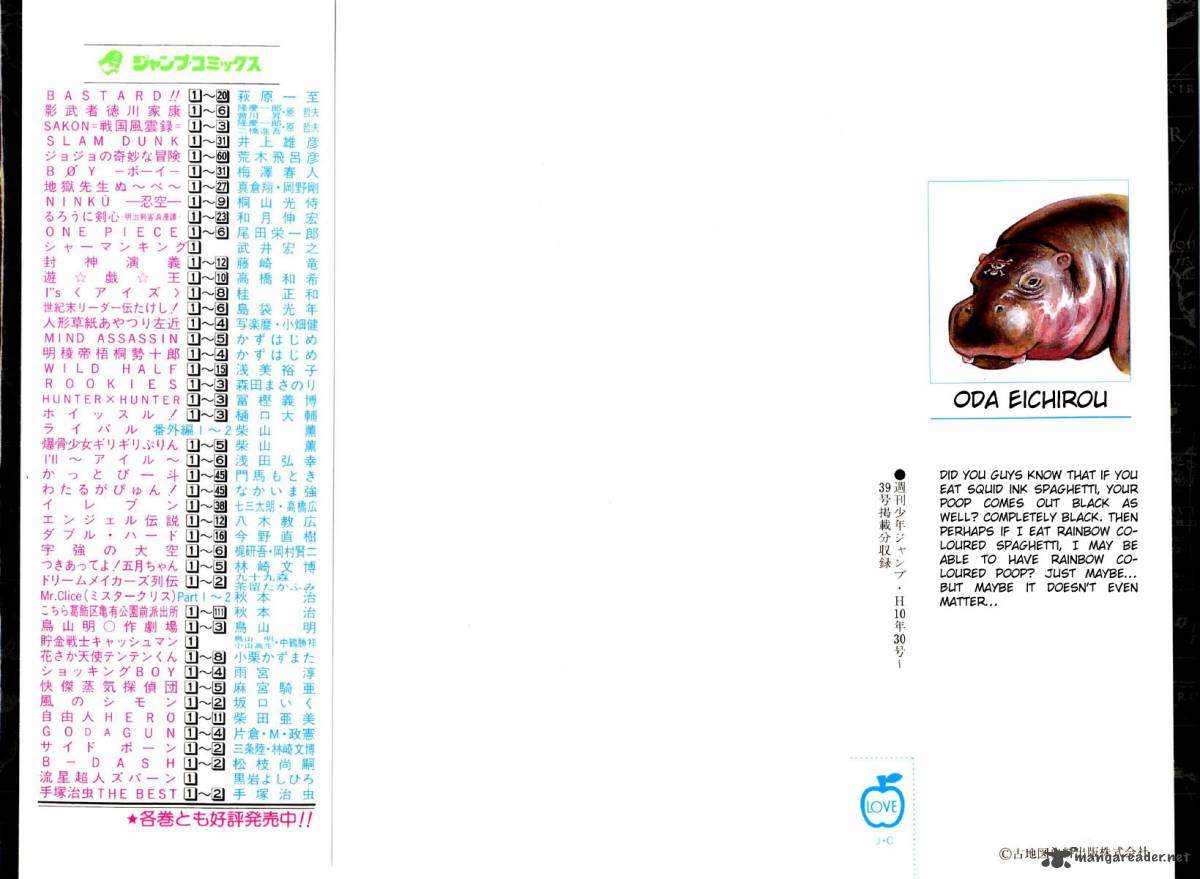 ジャンプ・コミックス
BASTARD!! 1〜20 萩原一至
影武者徳川家康 1〜6 隆慶一郎・原哲夫
SAKON=戦国風雲録= 1〜3 隆慶一郎・原哲夫
SLAM DUNK 1〜31 井上雄彦
ジョジョの奇妙な冒険 1〜60 荒木飛呂彦
BØY —ボーイ— 1〜31 梅澤春人
地獄先生ぬ〜べ〜 1〜27 真倉翔・岡野剛
NINKŪ —忍空— 1〜9 桐山光侍
るろうに剣心-明治剣客浪漫譚- 1〜23 和月伸宏
ONE PIECE 1〜6 尾田栄一郎
シャーマンキング 1 武井宏之
封神演義 1〜12 藤崎竜
遊☆戯☆王 1〜10 高橋和希
I"s〈アイズ〉 1〜8 桂正和
世紀末リーダー伝たけし! 1〜6 島袋光年
人形草紙あやつり左近 1〜4 写楽麿・小畑健
MIND ASSASSIN 1〜5 かずはじめ
明稜帝梧桐勢十郎 1〜4 かずはじめ
WILD HALF 1〜15 浅美裕子
ROOKIES 1〜3 森田まさのり
HUNTER×HUNTER 1〜3 冨樫義博
ホイッスル! 1〜3 樋口大輔
ライバル 番外編1〜2 柴山薫
爆骨少女ギリギリぷりん 1〜5 柴山薫
I'll 〜アイル〜 1〜6 浅田弘幸
かっとび一斗 1〜45 門馬もとき
わたるがぴゅん! 1〜45 なかいま強
イレブン 1〜38 七三太朗・高橋広
エンジェル伝説 1〜12 八木教広
ダブル・ハード 1〜16 今野直樹
宇強の大空 1〜6 梶研吾・岡村賢二
つきあってよ!五月ちゃん 1〜5 林崎文博
ドリームメイカーズ列伝 1〜2 九十九森 茶留たかふみ
Mr.Clice(ミスタークリス) Part 1〜2 秋本治
こちら葛飾区亀有公園前派出所 1〜111 秋本治
鳥山明〇作劇場 1〜3 鳥山明
貯金戦士キャッシュマン 1 鳥山明 小山高生・中鶴勝祥
花さか天使テンテンくん 1〜8 小栗かずまた
ショッキングBOY 1〜4 雨宮淳
快傑蒸気探偵団 1〜5 麻宮騎亜
風のシモン 1〜2 坂口いく
自由人HERO 1〜11 柴田亜美
GODAGUN 1〜4 片倉・M・政憲
サイドボーン 1〜2 三条陸・林崎文博
B-DASH 1〜2 松枝尚嗣
流星超人ズバーン 1 黒岩よしひろ
手塚治虫THE BEST 1〜2 手塚治虫
★各巻とも好評発売中!!
ODA EICHIROU
DID YOU GUYS KNOW THAT IF YOU
EAT SQUID INK SPAGHETTI, YOUR
POOP COMES OUT BLACK AS
WELL? COMPLETELY BLACK. THEN
PERHAPS IF I EAT RAINBOW CO-
LOURED SPAGHETTI, I MAY BE
ABLE TO HAVE RAINBOW CO-
LOURED POOP? JUST MAYBE...
BUT MAYBE IT DOESN'T EVEN
MATTER...
●週刊少年ジャンプ・H10年30号〜
39号掲載分収録
LOVE
J・C
©古地図 出版株式会社
mangareader.net